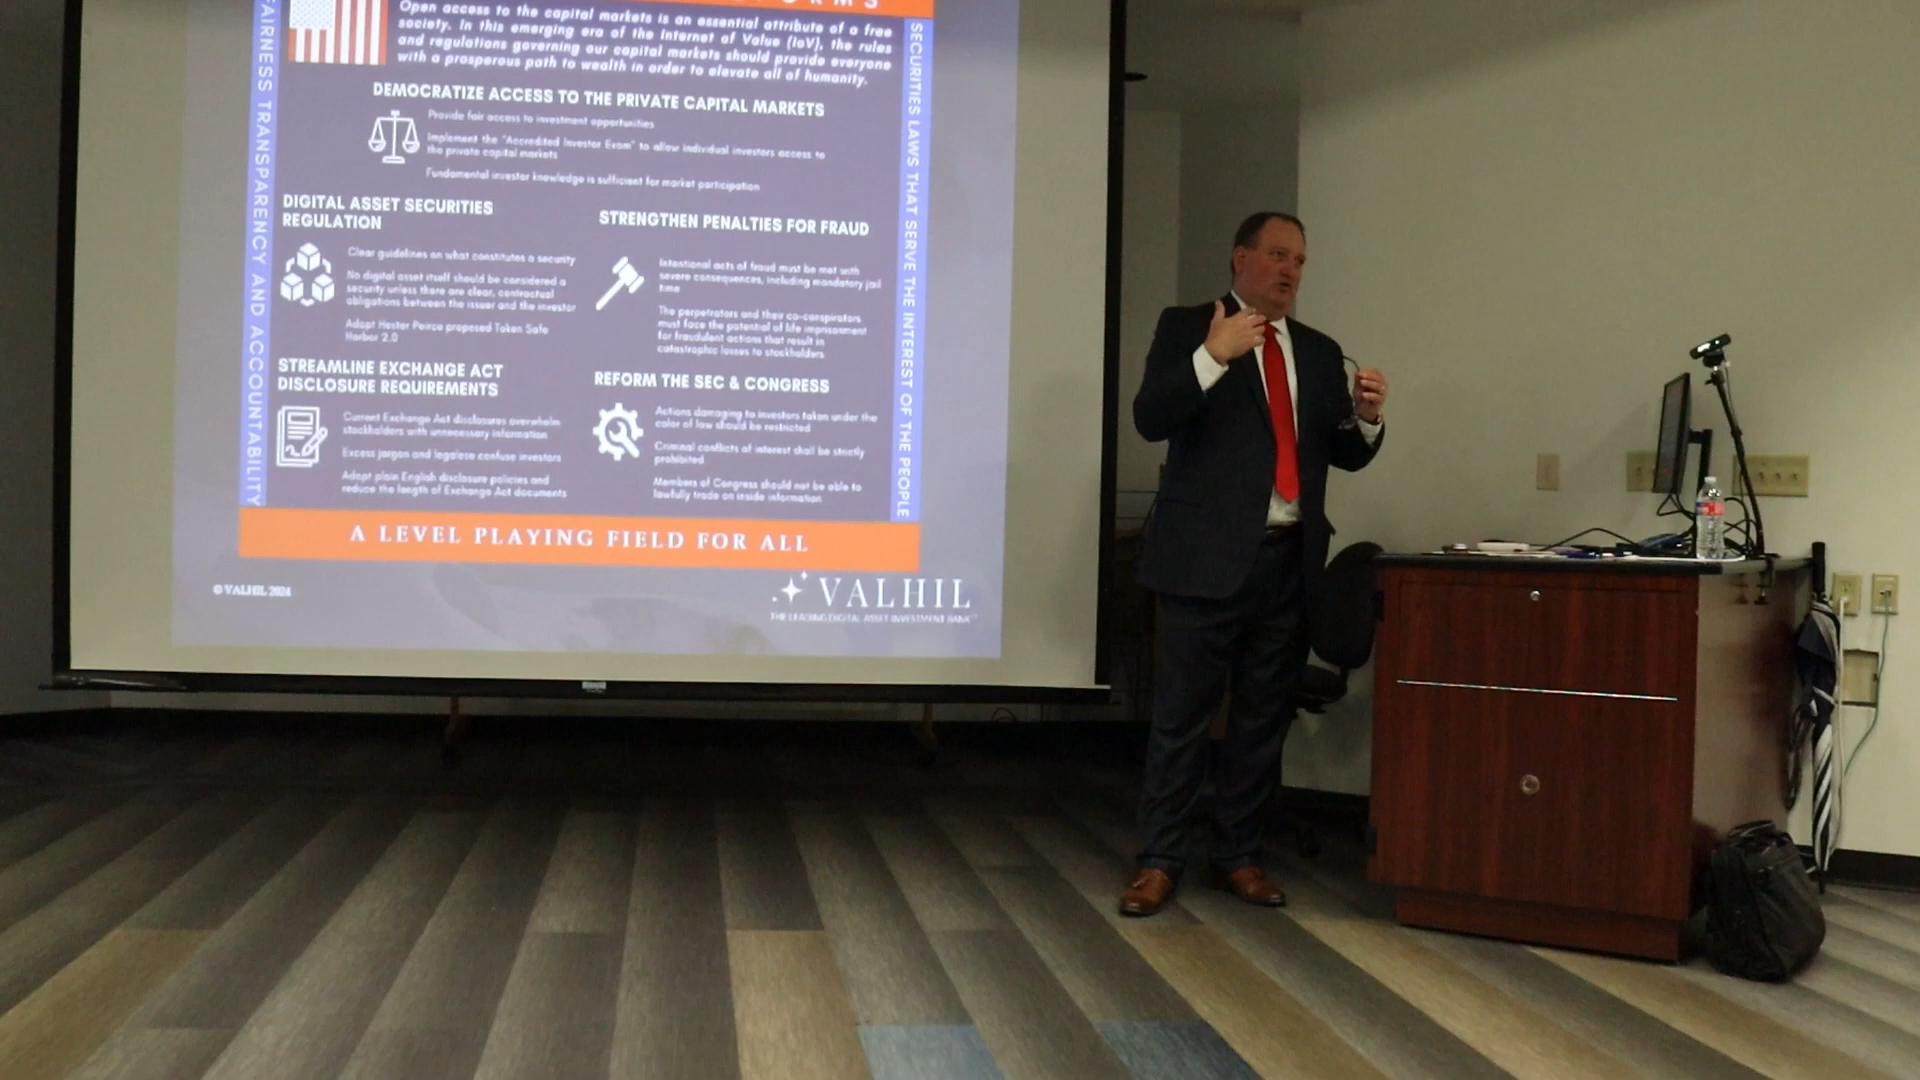 Open access to the capital markets is an essential attribute of a free
society. In this emerging era of the Internet of Value (IoV), the rules
and regulations governing our capital markets should provide everyone
with a prosperous path to wealth in order to elevate all of humanity.
DEMOCRATIZE ACCESS TO THE PRIVATE CAPITAL MARKETS
Provide fair access to investment opportunities
Implement the "Accredited Investor Exam" to allow individual investors access to
the private capital markets
Fundamental investor knowledge is sufficient for market participation
DIGITAL ASSET SECURITIES
REGULATION
Clear guidelines on what constitutes a security
No digital asset itself should be considered a
security unless there are clear, contractual
obligations between the issuer and the investor
Adopt Hester Peirce proposed Token Safe
Harbor 2.0
STRENGTHEN PENALTIES FOR FRAUD
Intentional acts of fraud must be met with
severe consequences, including mandatory jail
time
The perpetrators and their co-conspirators
must face the potential of life imprisonment
for fraudulent actions that result in
catastrophic losses to stockholders
STREAMLINE EXCHANGE ACT
DISCLOSURE REQUIREMENTS
Current Exchange Act disclosures overwhelm
stockholders with unnecessary information
Excess jargon and legalese confuse investors
Adopt plain English disclosure policies and
reduce the length of Exchange Act documents
REFORM THE SEC & CONGRESS
Actions damaging to investors taken under the
color of law should be restricted
Criminal conflicts of interest shall be strictly
prohibited
Members of Congress should not be able to
lawfully trade on inside information
FAIRNESS TRANSPARENCY AND ACCOUNTABILITY
SECURITIES LAWS THAT SERVE THE INTEREST OF THE PEOPLE
A LEVEL PLAYING FIELD FOR ALL
© VALHIL 2024
VALHIL
THE LEADING DIGITAL ASSET INVESTMENT BANK